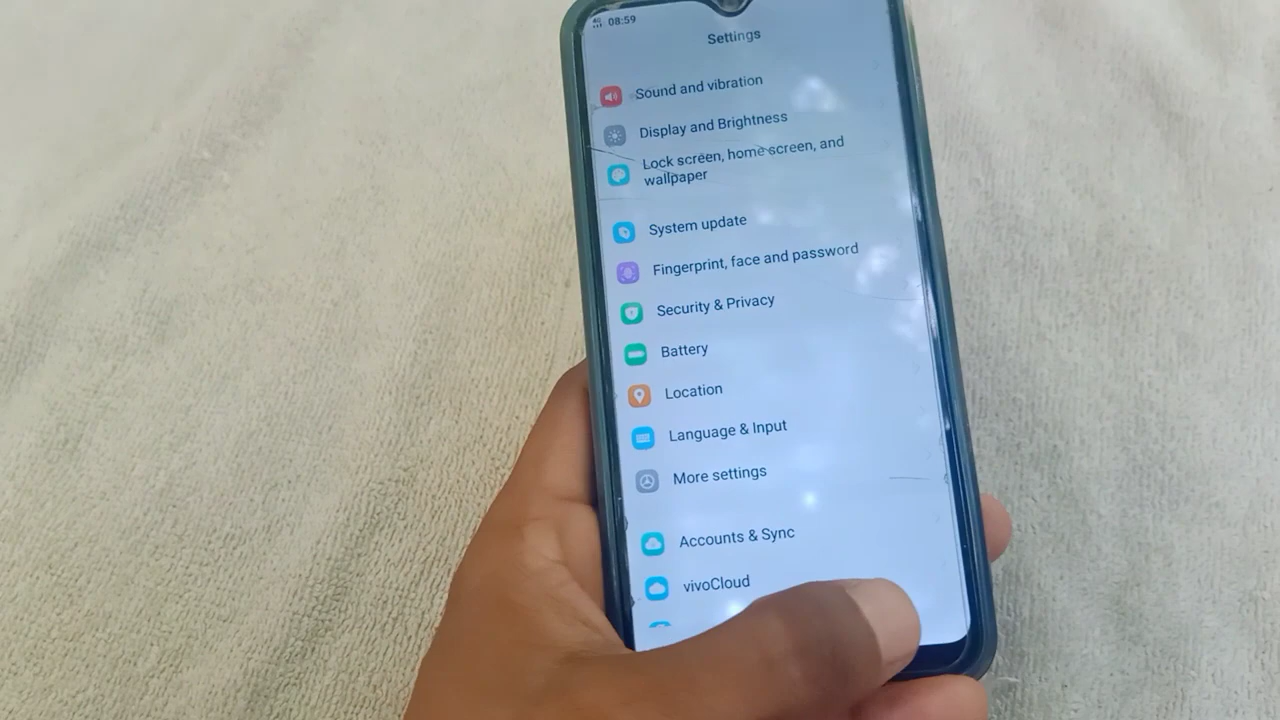 4G 08:59
Settings
Sound and vibration
Display and Brightness
Lock screen, home screen, and
wallpaper
System update
Fingerprint, face and password
Security & Privacy
Battery
Location
Language & Input
More settings
Accounts & Sync
vivoCloud